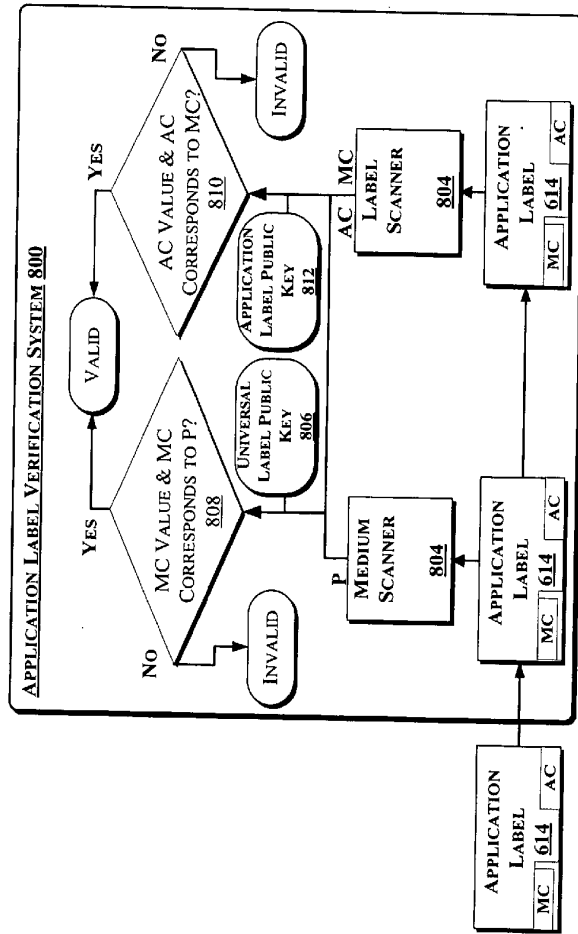 APPLICATION LABEL VERIFICATION SYSTEM 800
VALID
YES
YES
NO
MC VALUE & MC
CORRESPONDS TO P?
808
AC VALUE & AC
CORRESPONDS TO MC?
810
NO
INVALID
INVALID
UNIVERSAL
LABEL PUBLIC
KEY
806
APPLICATION
LABEL PUBLIC
KEY
812
P
MEDIUM
SCANNER
804
AC MC
LABEL
SCANNER
804
APPLICATION
LABEL
MC 614 AC
APPLICATION
LABEL
MC 614 AC
APPLICATION
LABEL
MC 614 AC